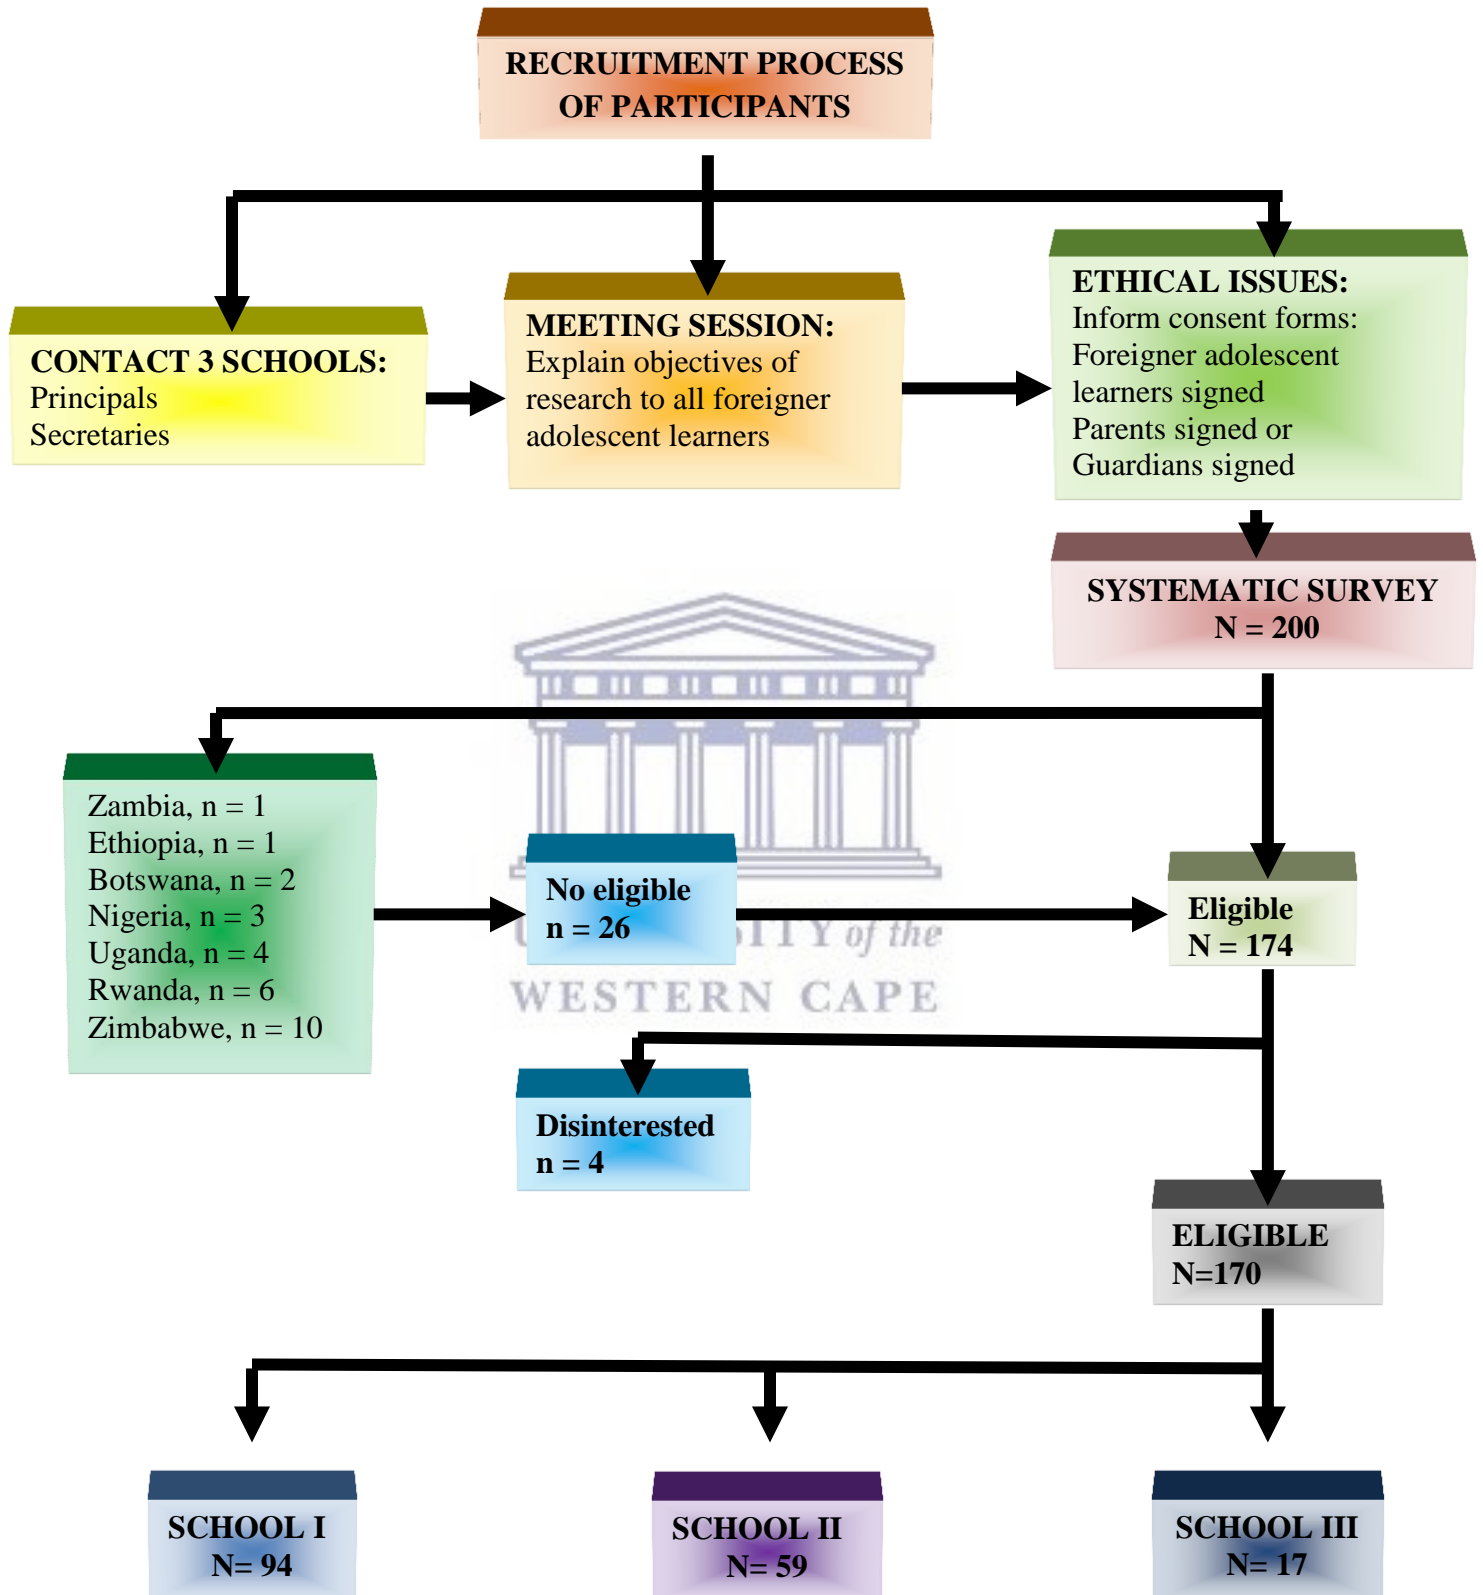 RECRUITMENT PROCESS
OF PARTICIPANTS
CONTACT 3 SCHOOLS:
Principals
Secretaries
MEETING SESSION:
Explain objectives of
research to all foreigner
adolescent learners
ETHICAL ISSUES:
Inform consent forms:
Foreigner adolescent
learners signed
Parents signed or
Guardians signed
SYSTEMATIC SURVEY
N = 200
Zambia, n = 1
Ethiopia, n = 1
Botswana, n = 2
Nigeria, n = 3
Uganda, n = 4
Rwanda, n = 6
Zimbabwe, n = 10
No eligible
n = 26
Eligible
N = 174
of the
WESTERN CAPE
Disinterested
n = 4
ELIGIBLE
N=170
SCHOOL I
N= 94
SCHOOL II
N= 59
SCHOOL III
N= 17